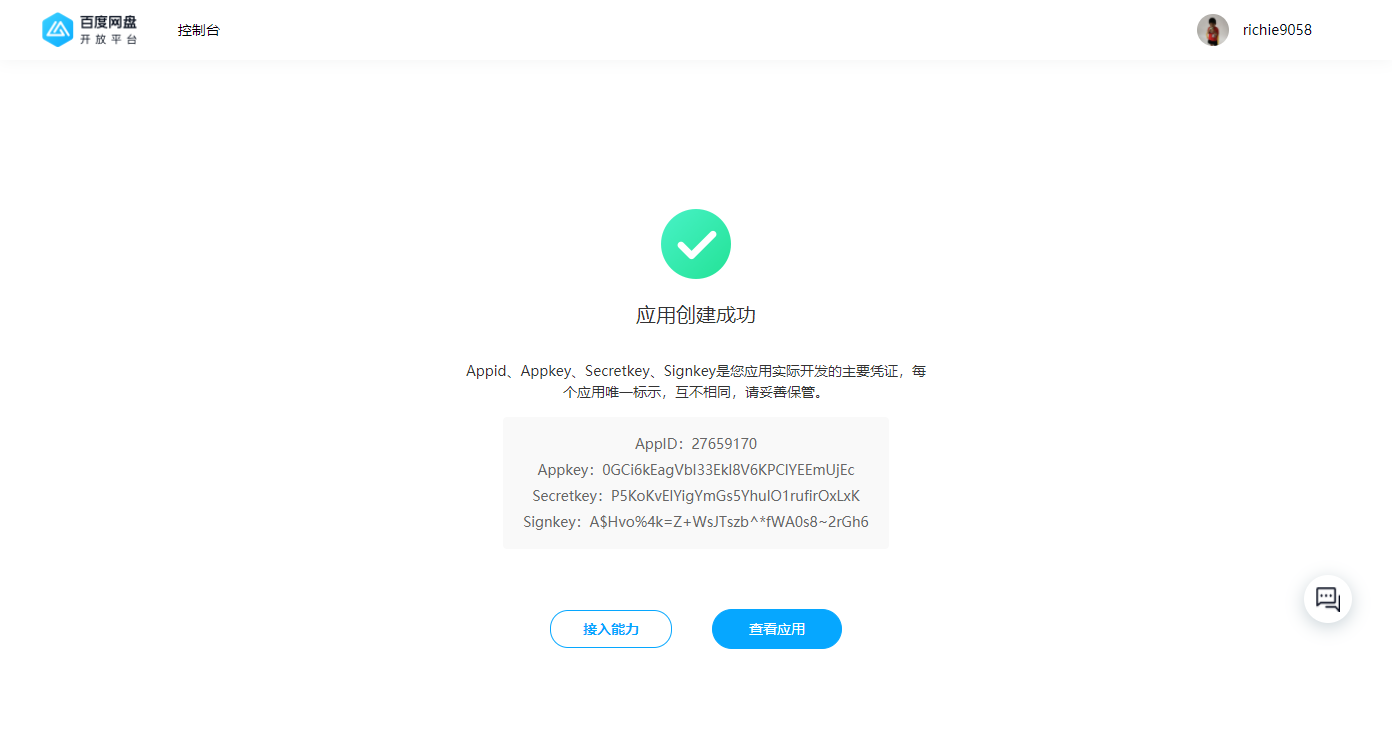 百度网盘
开放平台
控制台
richie9058
应用创建成功
Appid、Appkey、Secretkey、Signkey是您应用实际开发的主要凭证，每
个应用唯一标示，互不相同，请妥善保管。
AppID：27659170
Appkey：0GCi6kEagVbI33EkI8V6KPClYEEmUjEc
Secretkey：P5KoKvElYigYmGs5YhulO1rufirOxLxK
Signkey：A$Hvo%4k=Z+WsJTszb^*fWA0s8~2rGh6
接入能力
查看应用